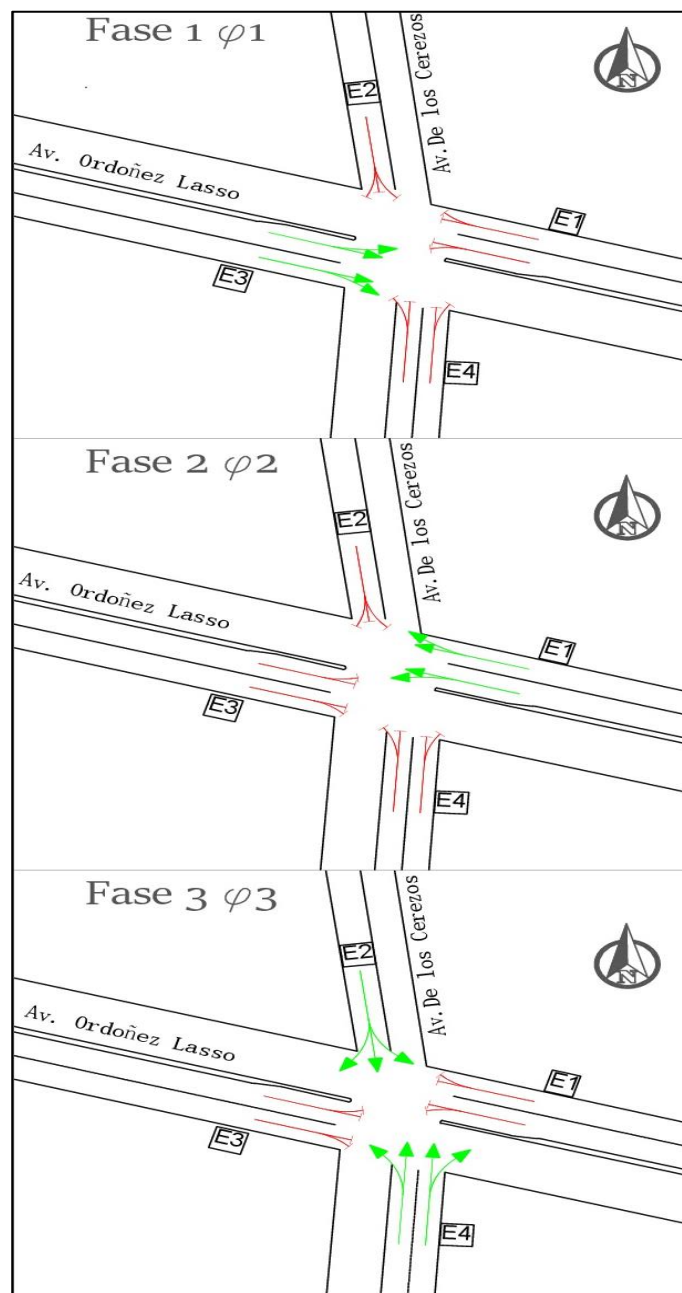 Fase 1 φ1
E2
Av. De los Cerezos
N
Av. Ordoñez Lasso
E1
E3
E4
Fase 2 φ2
E2
Av. De los Cerezos
N
Av. Ordoñez Lasso
E1
E3
E4
Fase 3 φ3
E2
Av. De los Cerezos
N
Av. Ordoñez Lasso
E1
E3
E4